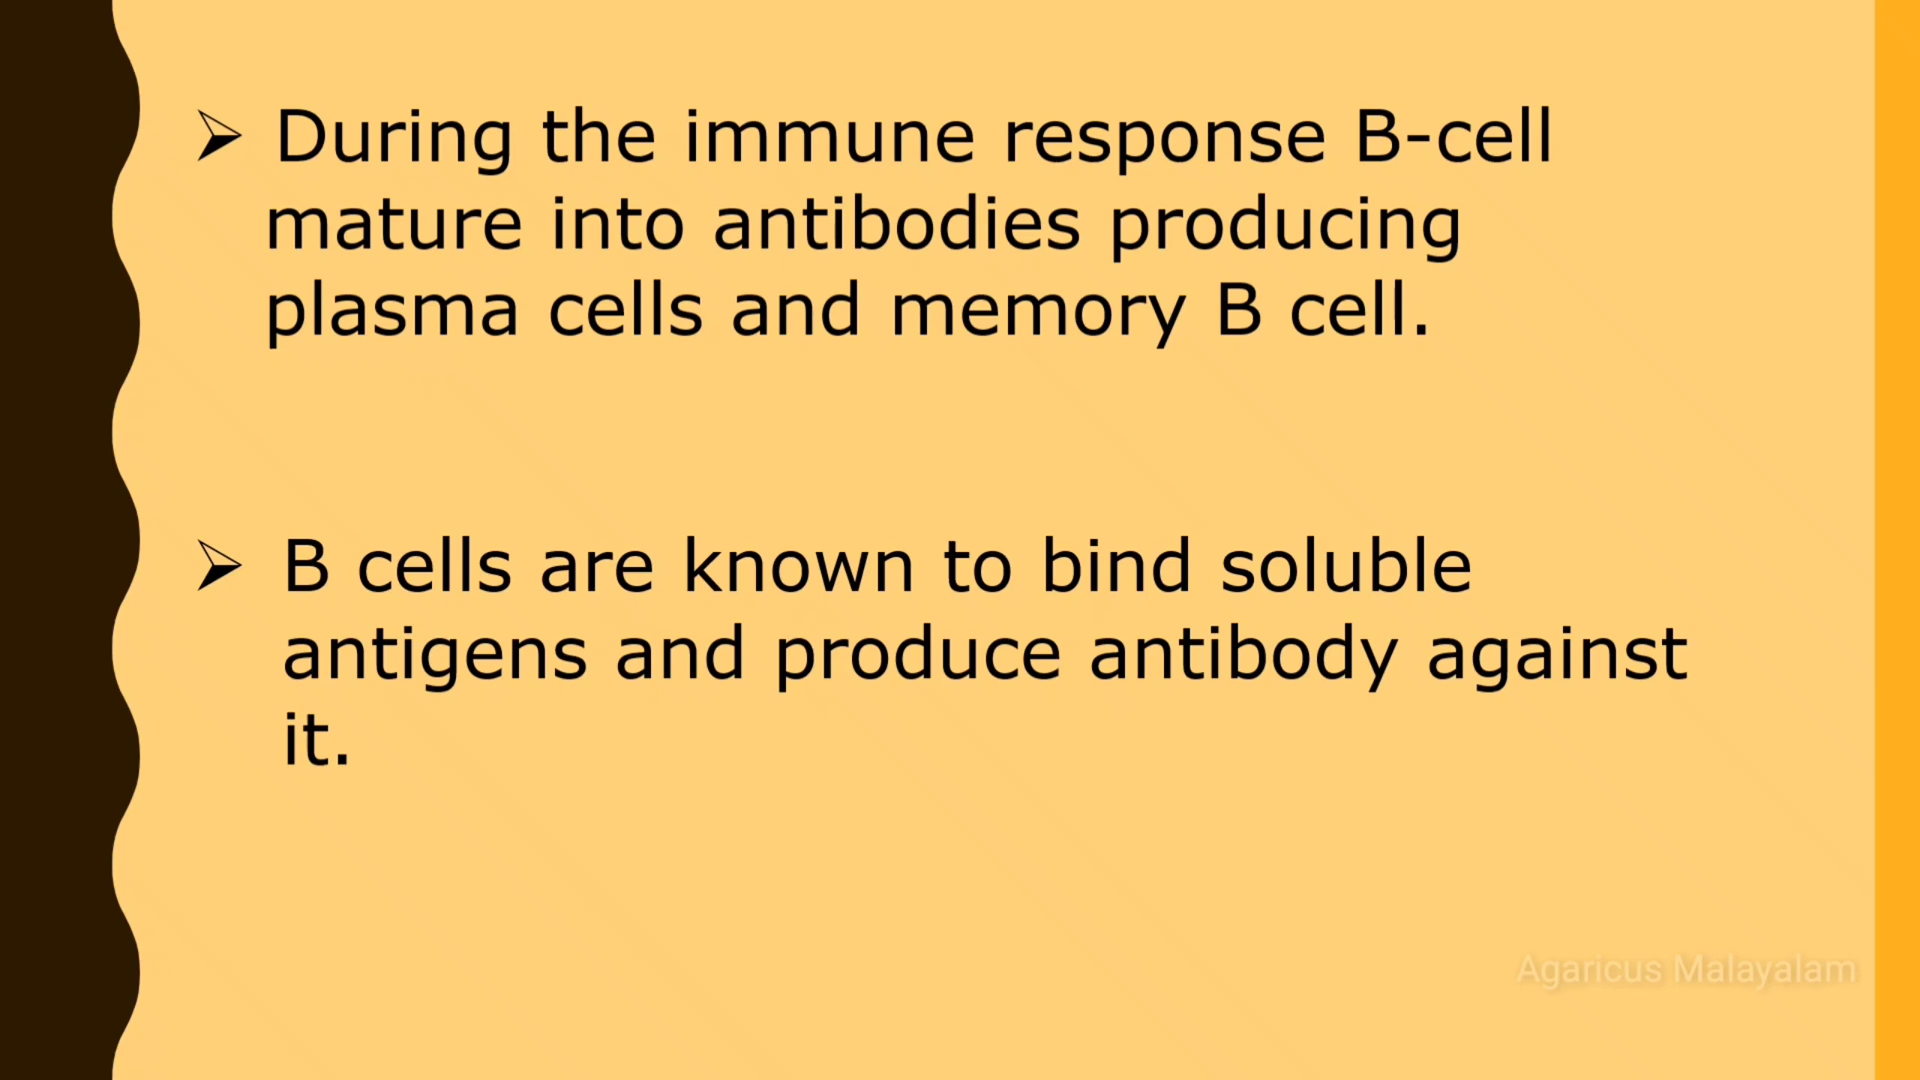 ➢ During the immune response B-cell
mature into antibodies producing
plasma cells and memory B cell.
➢ B cells are known to bind soluble
antigens and produce antibody against
it.
Agaricus Malayalam